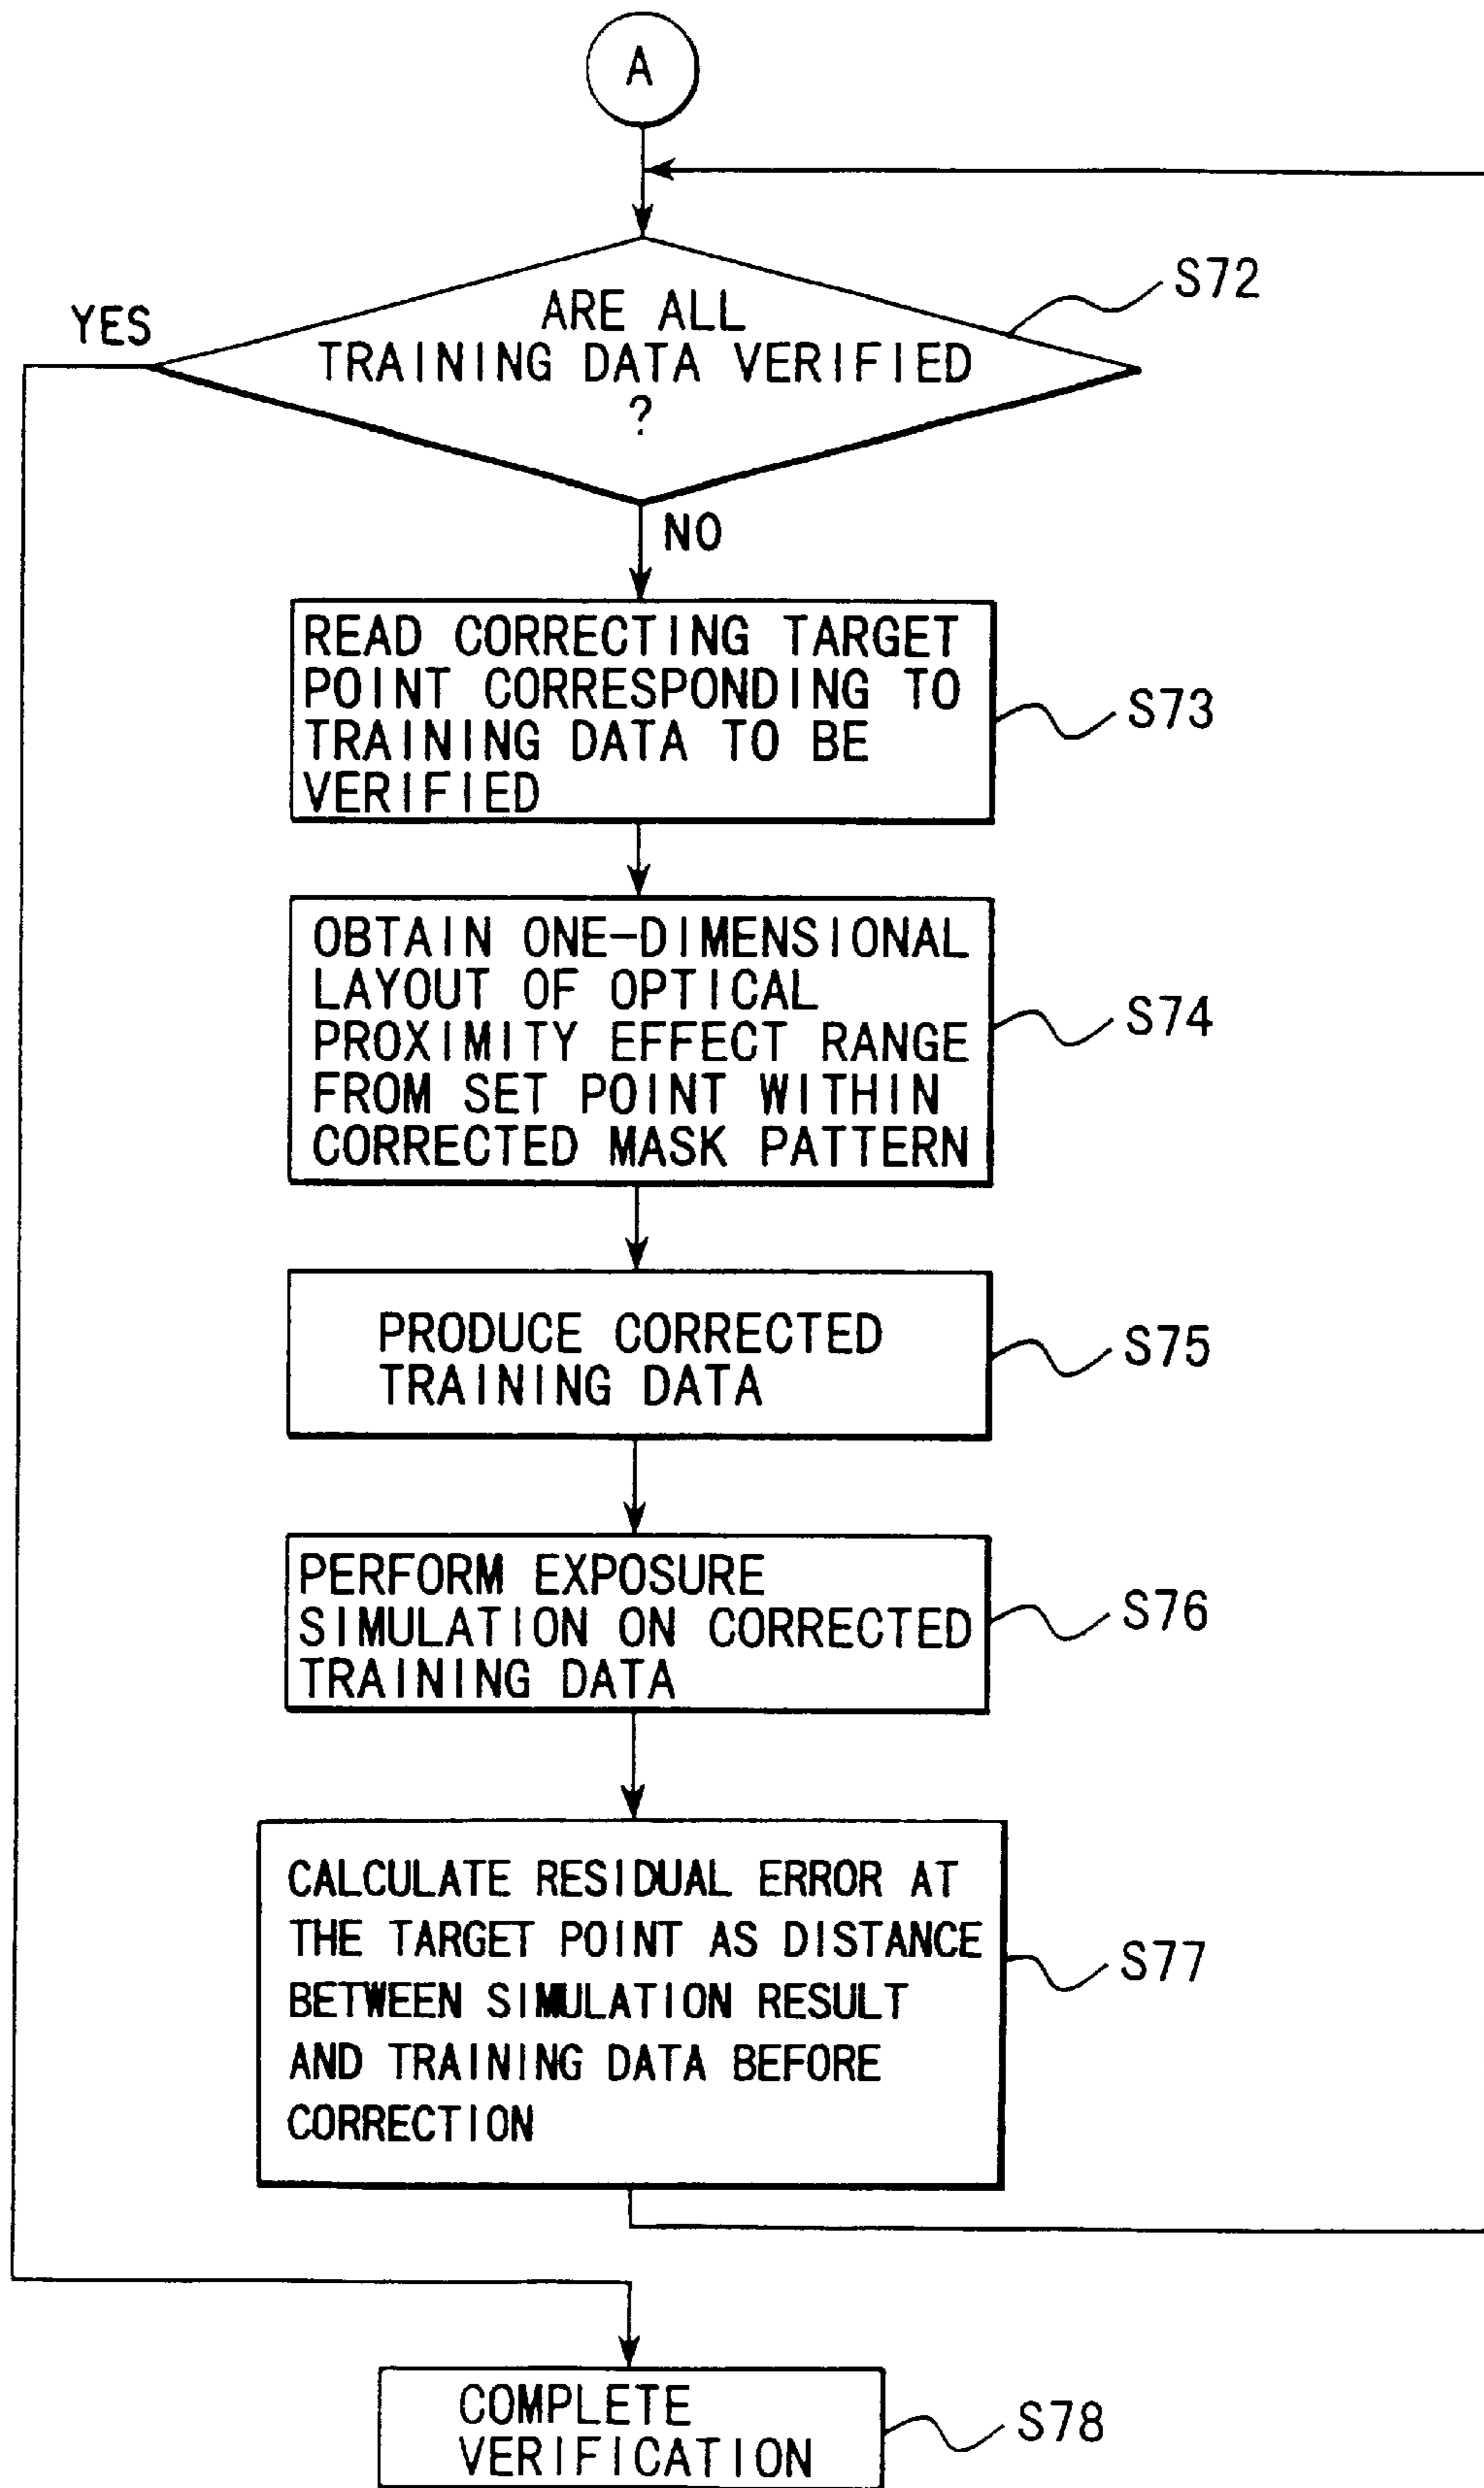 A
S72
YES
ARE ALL
TRAINING DATA VERIFIED
?
NO
READ CORRECTING TARGET
POINT CORRESPONDING TO
TRAINING DATA TO BE
VERIFIED
S73
OBTAIN ONE-DIMENSIONAL
LAYOUT OF OPTICAL
PROXIMITY EFFECT RANGE
FROM SET POINT WITHIN
CORRECTED MASK PATTERN
S74
PRODUCE CORRECTED
TRAINING DATA
S75
PERFORM EXPOSURE
SIMULATION ON CORRECTED
TRAINING DATA
S76
CALCULATE RESIDUAL ERROR AT
THE TARGET POINT AS DISTANCE
BETWEEN SIMULATION RESULT
AND TRAINING DATA BEFORE
CORRECTION
S77
COMPLETE
VERIFICATION
S78